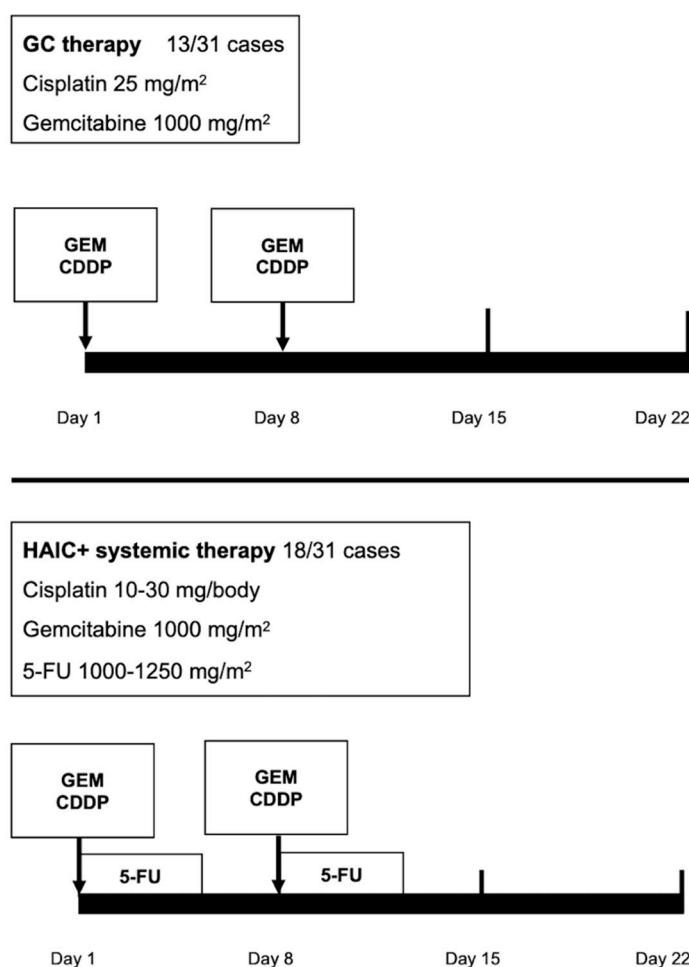 GC therapy 13/31 cases
Cisplatin 25 mg/m²
Gemcitabine 1000 mg/m²
GEM
CDDP
GEM
CDDP
Day 1
Day 8
Day 15
Day 22
HAIC+ systemic therapy 18/31 cases
Cisplatin 10-30 mg/body
Gemcitabine 1000 mg/m²
5-FU 1000-1250 mg/m²
GEM
CDDP
GEM
CDDP
5-FU
5-FU
Day 1
Day 8
Day 15
Day 22